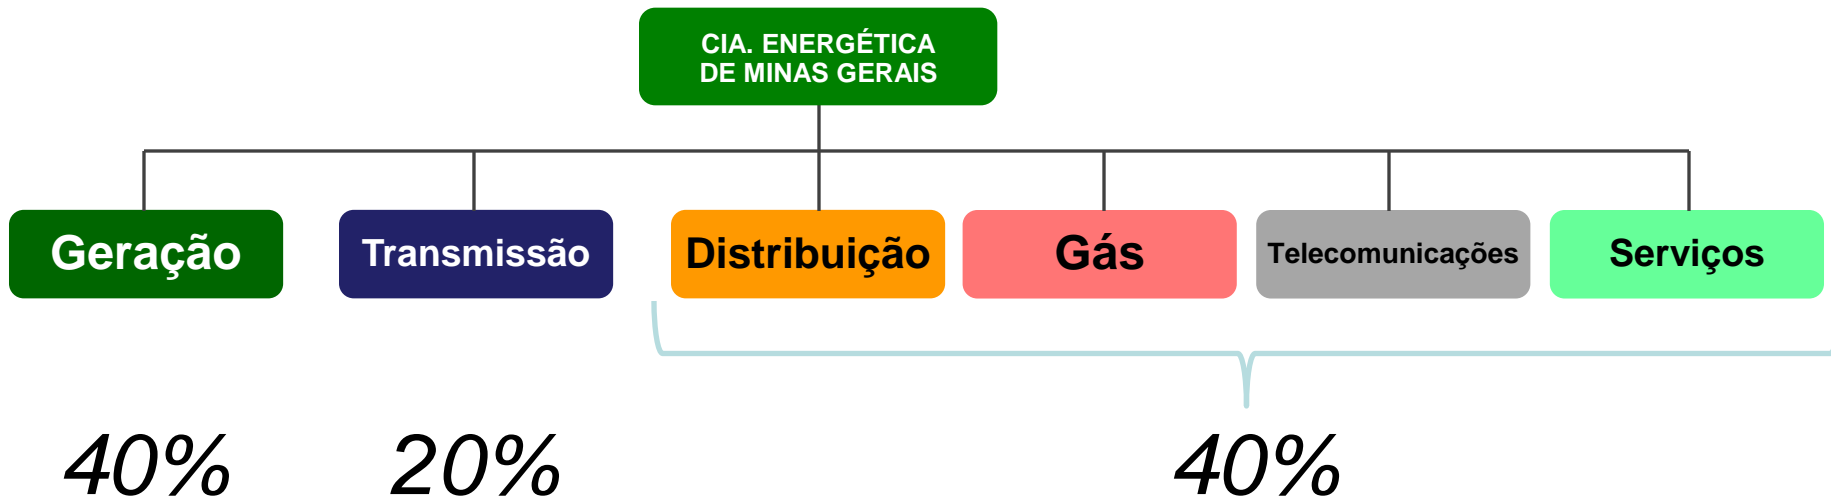 CIA. ENERGÉTICA
DE MINAS GERAIS
Geração
Transmissão
Distribuição
Gás
Telecomunicações
Serviços
40%
20%
40%